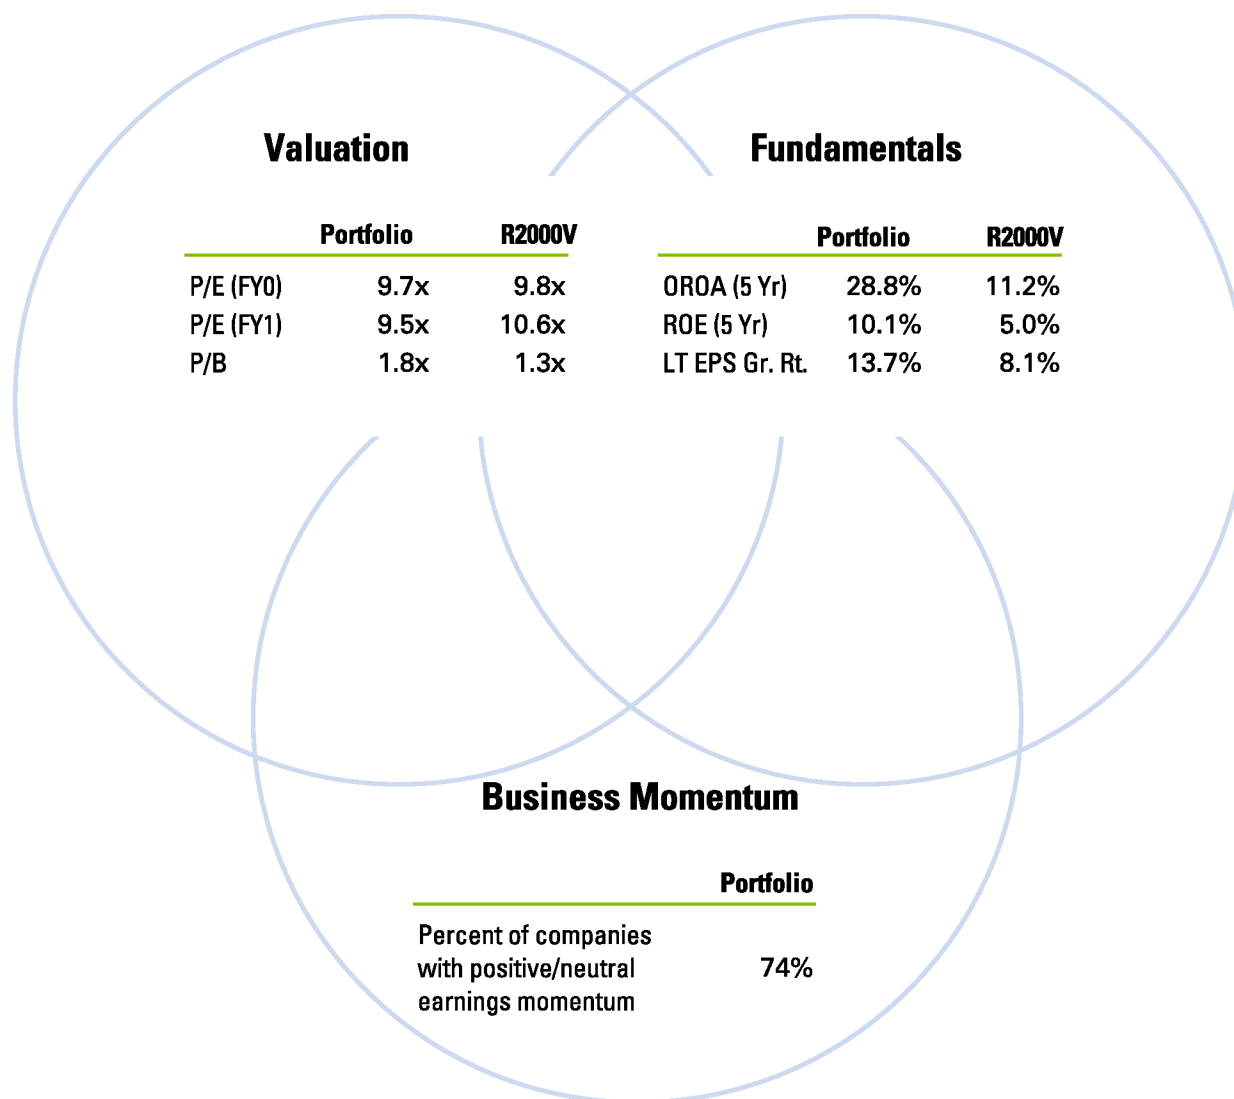 Valuation
Portfolio R2000V
P/E (FY0) 9.7x 9.8x
P/E (FY1) 9.5x 10.6x
P/B 1.8x 1.3x
Fundamentals
Portfolio R2000V
OROA (5 Yr) 28.8% 11.2%
ROE (5 Yr) 10.1% 5.0%
LT EPS Gr. Rt. 13.7% 8.1%
Business Momentum
Portfolio
Percent of companies
with positive/neutral 74%
earnings momentum